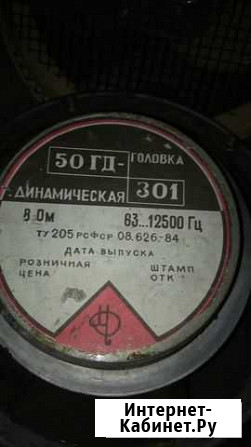 50 ГД-
ГОЛОВКА
ДИНАМИЧЕСКАЯ
301
8 Ом
63...12500 Гц
ТУ 205 РСФСР 08.626-84
ДАТА ВЫПУСКА
РОЗНИЧНАЯ
ЦЕНА
ШТАМП
ОТК
Интернет-
Кабинет.Ру